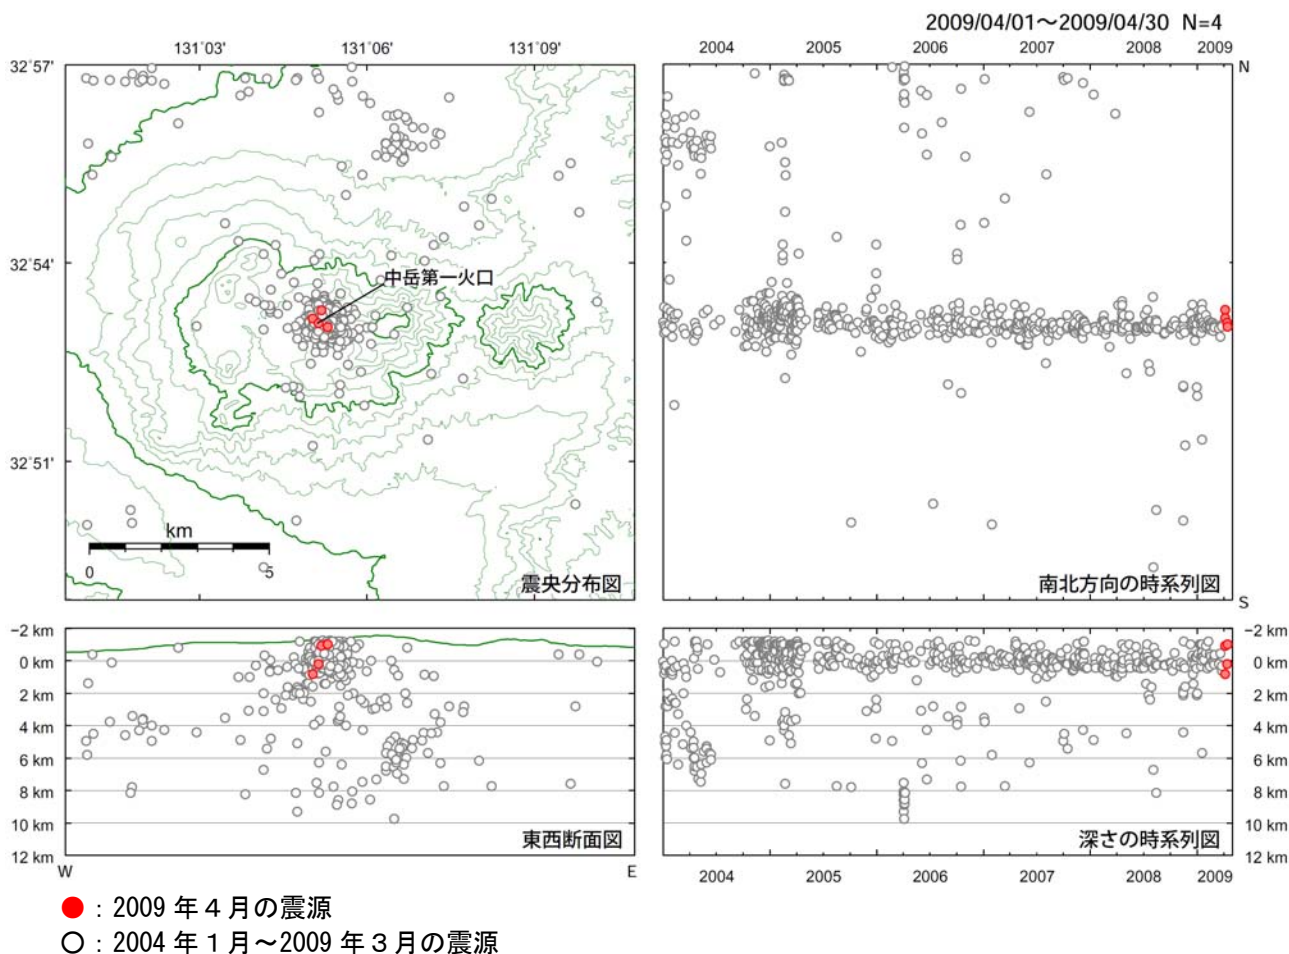 2009/04/01～2009/04/30 N=4
131°03' 131°06' 131°09'
32°57'
32°54'
32°51'
中岳第一火口
km
0 5
震央分布図
2004 2005 2006 2007 2008 2009
N
S
南北方向の時系列図
-2 km
0 km
2 km
4 km
6 km
8 km
10 km
12 km
W E
東西断面図
-2 km
0 km
2 km
4 km
6 km
8 km
10 km
12 km
深さの時系列図
2004 2005 2006 2007 2008 2009
●：2009 年４月の震源
○：2004 年１月～2009 年３月の震源